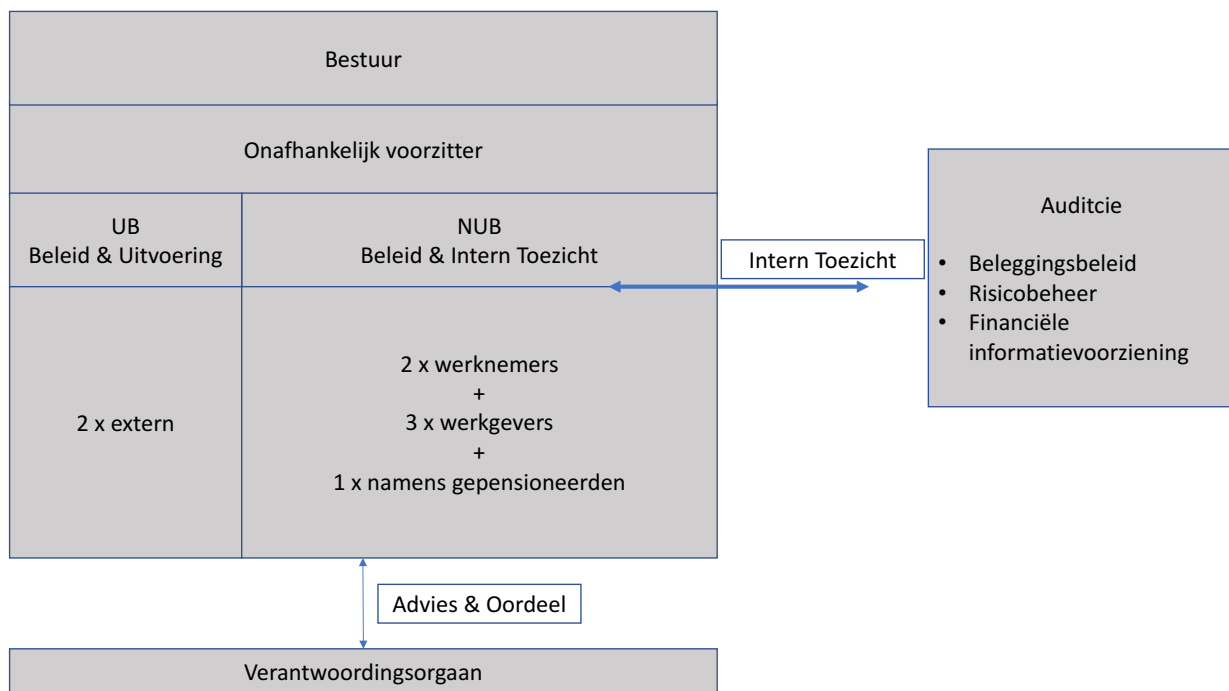 Bestuur
Onafhankelijk voorzitter
UB
Beleid & Uitvoering
NUB
Beleid & Intern Toezicht
2 x extern
2 x werknemers
+
3 x werkgevers
+
1 x namens gepensioneerden
Intern Toezicht
Auditcie
• Beleggingsbeleid
• Risicobeheer
• Financiële
informatievoorziening
Advies & Oordeel
Verantwoordingsorgaan